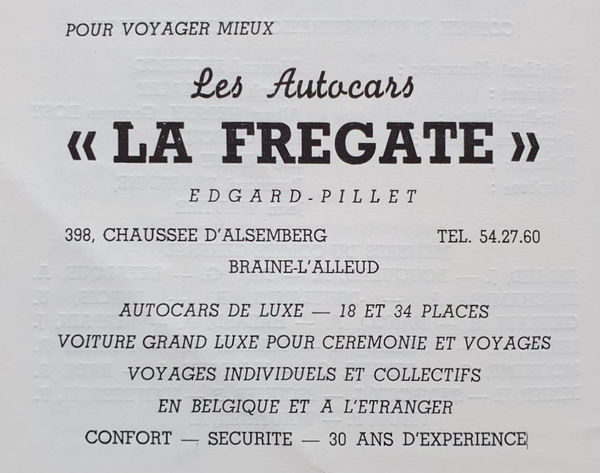 POUR VOYAGER MIEUX
Les Autocars
« LA FREGATE »
EDGARD-PILLET
398, CHAUSSEE D'ALSEMBERG TEL. 54.27.60
BRAINE-L'ALLEUD
AUTOCARS DE LUXE — 18 ET 34 PLACES
VOITURE GRAND LUXE POUR CEREMONIE ET VOYAGES
VOYAGES INDIVIDUELS ET COLLECTIFS
EN BELGIQUE ET A L'ETRANGER
CONFORT — SECURITE — 30 ANS D'EXPERIENCE